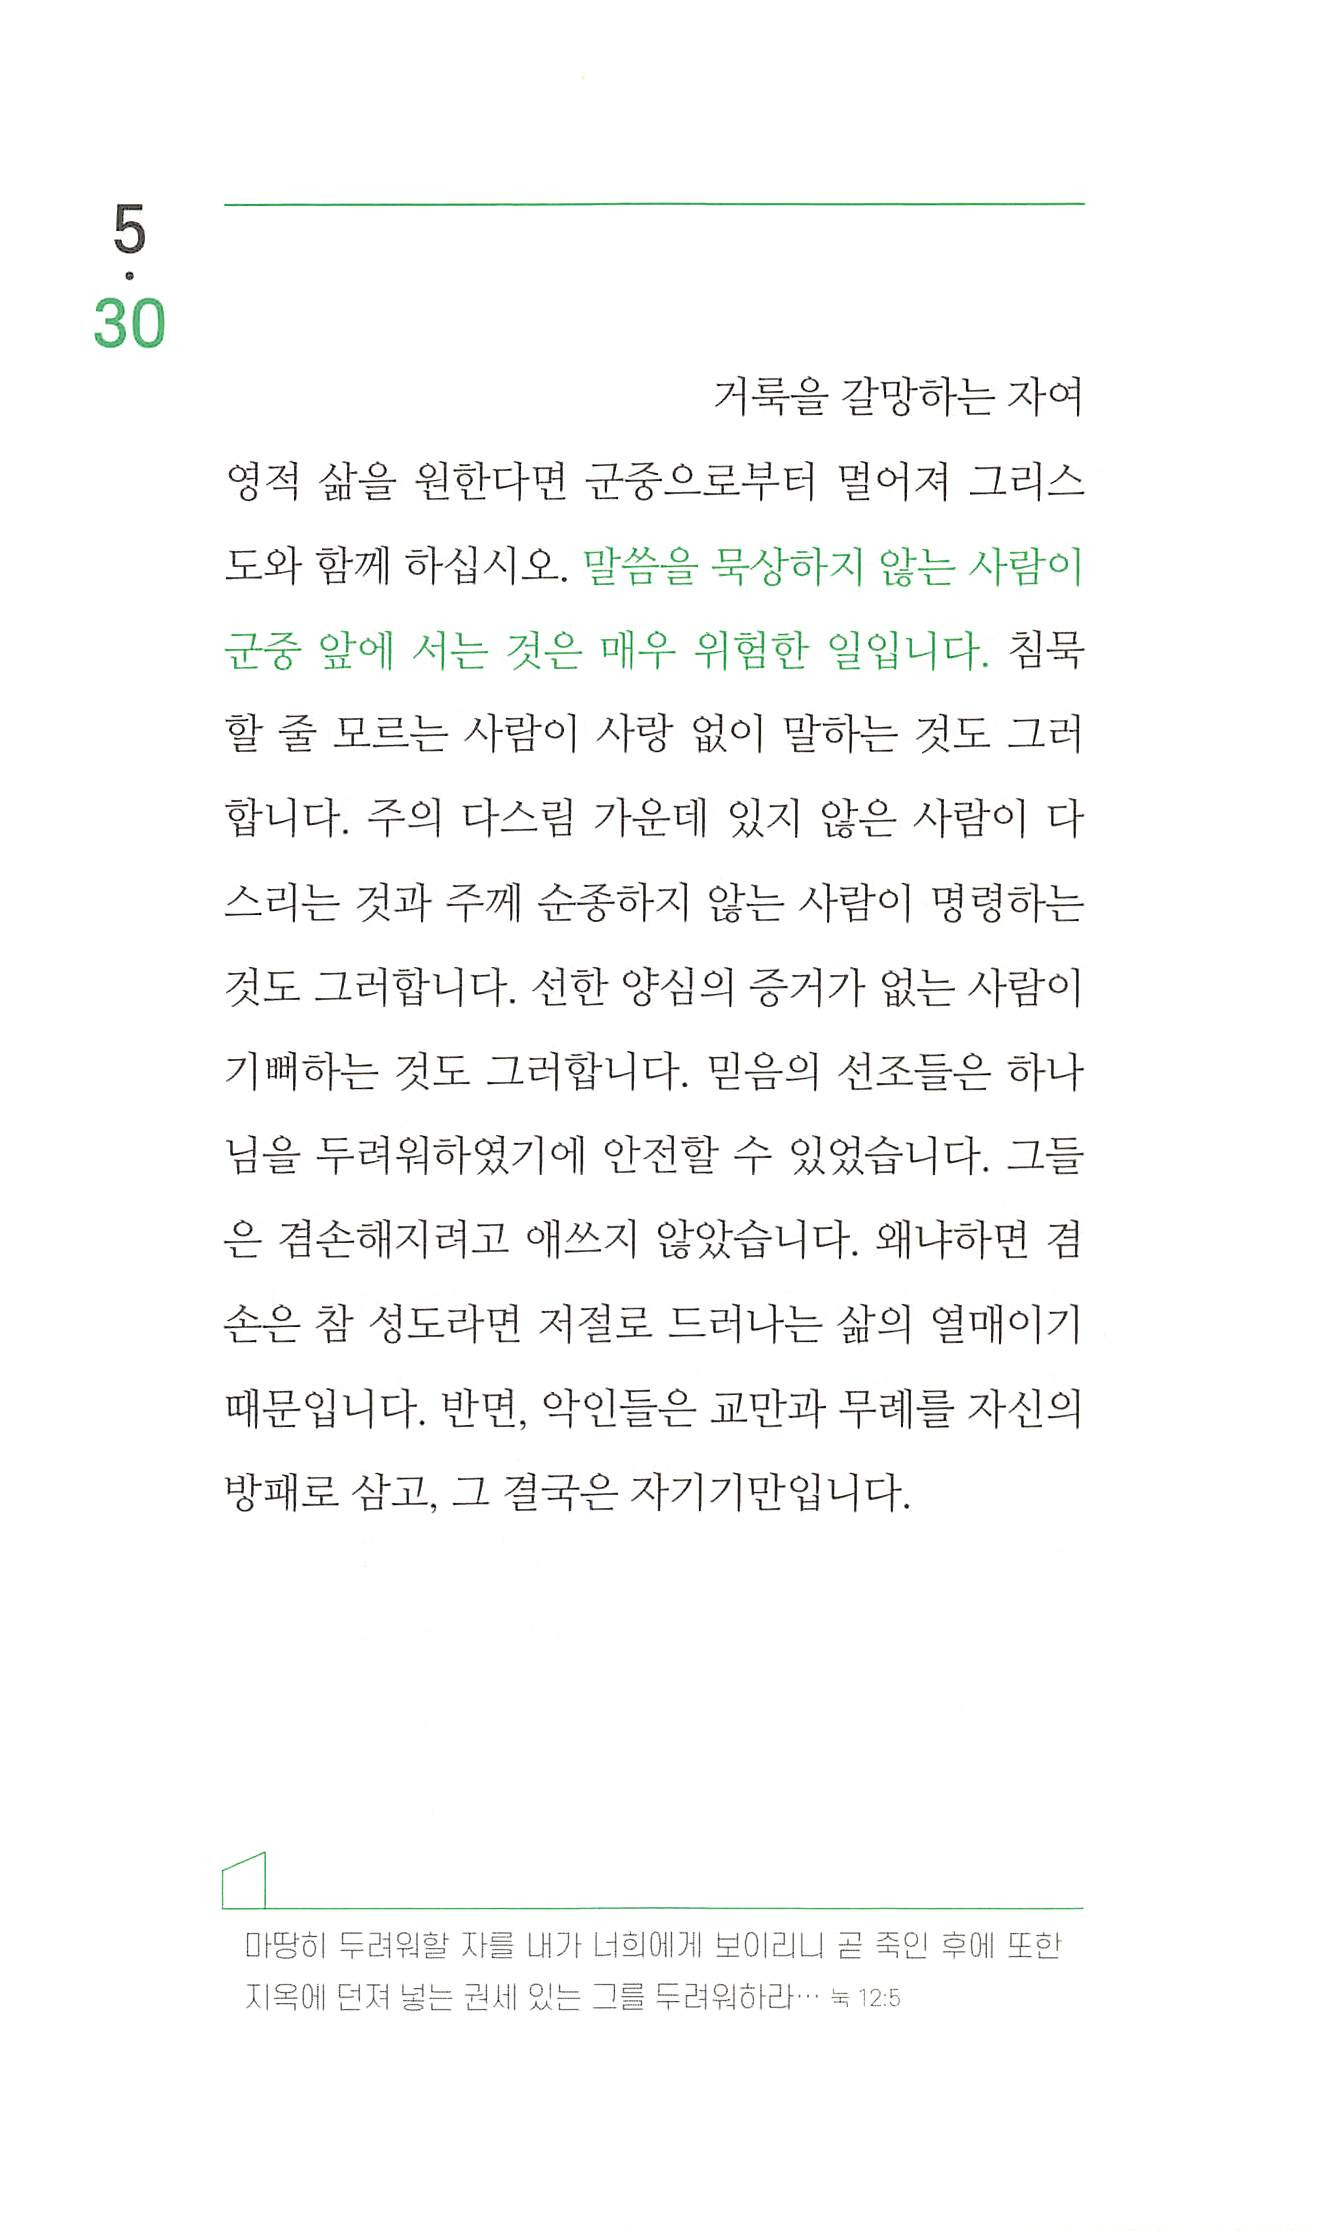 5
·
30
거룩을 갈망하는 자여
영적 삶을 원한다면 군중으로부터 멀어져 그리스
도와 함께 하십시오. 말씀을 묵상하지 않는 사람이
군중 앞에 서는 것은 매우 위험한 일입니다. 침묵
할 줄 모르는 사람이 사랑 없이 말하는 것도 그러
합니다. 주의 다스림 가운데 있지 않은 사람이 다
스리는 것과 주께 순종하지 않는 사람이 명령하는
것도 그러합니다. 선한 양심의 증거가 없는 사람이
기뻐하는 것도 그러합니다. 믿음의 선조들은 하나
님을 두려워하였기에 안전할 수 있었습니다. 그들
은 겸손해지려고 애쓰지 않았습니다. 왜냐하면 겸
손은 참 성도라면 저절로 드러나는 삶의 열매이기
때문입니다. 반면, 악인들은 교만과 무례를 자신의
방패로 삼고, 그 결국은 자기기만입니다.
마땅히 두려워할 자를 내가 너희에게 보이리니 곧 죽인 후에 또한
지옥에 던져 넣는 권세 있는 그를 두려워하라… 눅 12:5